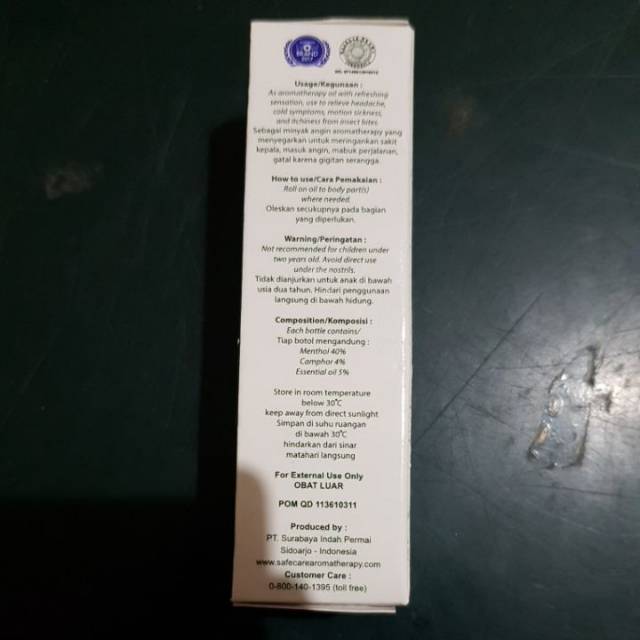 BRAND
2017
Usage/Kegunaan :
As aromatherapy oil with refreshing
sensation, use to relieve headache,
cold symptoms, motion sickness,
and itchiness from insect bites.
Sebagai minyak angin aromatherapy yang
menyegarkan untuk meringankan sakit
kepala, masuk angin, mabuk perjalanan,
gatal karena gigitan serangga.
How to use/Cara Pemakaian :
Roll on oil to body part(s)
where needed.
Oleskan secukupnya pada bagian
yang diperlukan.
Warning/Peringatan :
Not recommended for children under
two years old. Avoid direct use
under the nostrils.
Tidak dianjurkan untuk anak di bawah
usia dua tahun. Hindari penggunaan
langsung di bawah hidung.
Composition/Komposisi :
Each bottle contains/
Tiap botol mengandung :
Menthol 40%
Camphor 4%
Essential oil 5%
Store in room temperature
below 30°C
keep away from direct sunlight
Simpan di suhu ruangan
di bawah 30°C
hindarkan dari sinar
matahari langsung
For External Use Only
OBAT LUAR
POM QD 113610311
Produced by :
PT. Surabaya Indah Permai
Sidoarjo - Indonesia
www.safecarearomatherapy.com
Customer Care :
0-800-140-1395 (toll free)